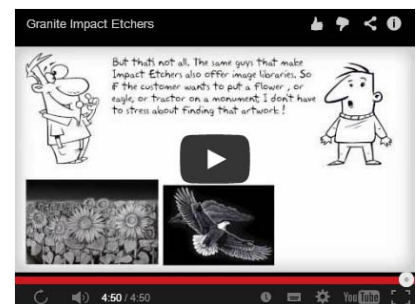 Granite Impact Etchers
But thats not all. The same guys that make
Impact Etchers also offer image libraries. So
if the customer wants to put a flower , or
eagle, or tractor on a monument I don't have
to stress about finding that artwork !
4:50 / 4:50
YouTube